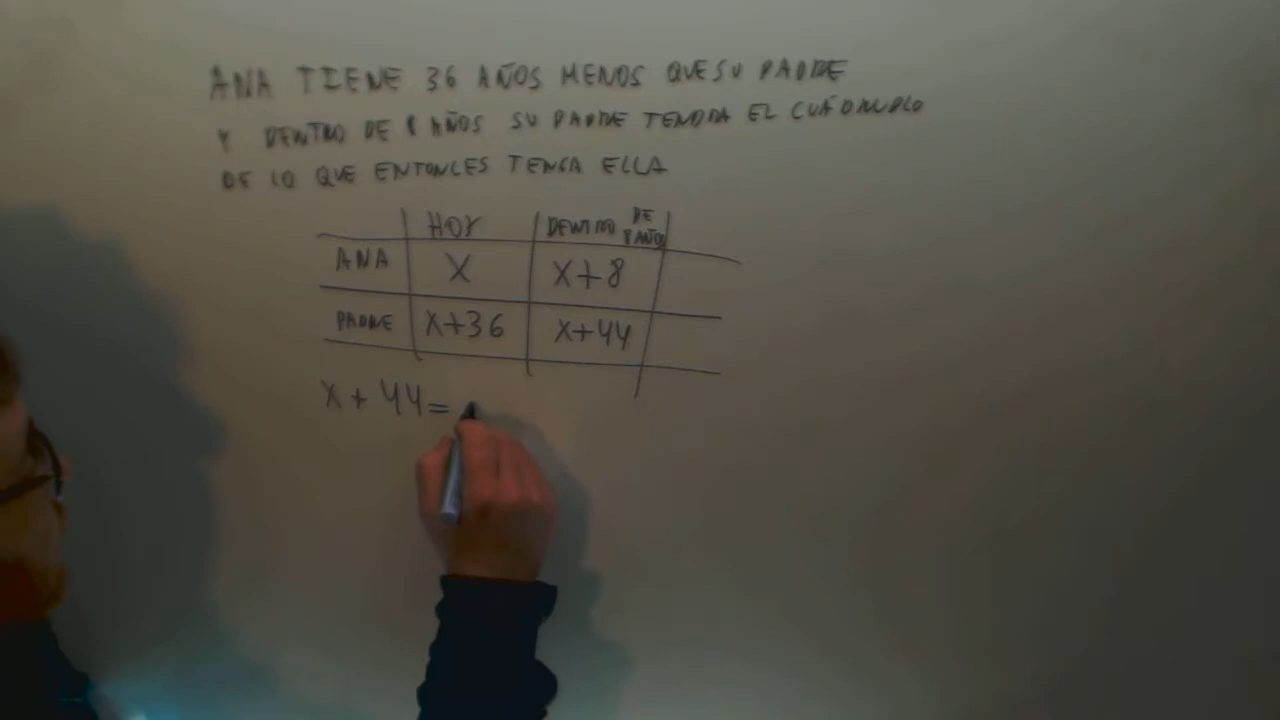 ANA TIENE 36 AÑOS MENOS QUE SU PADRE
Y DENTRO DE 8 AÑOS SU PADRE TENDRA EL CUÁDRUPLO
DE LO QUE ENTONCES TENGA ELLA
HOY DENTRO DE 8 AÑOS
ANA X X+8
PADRE X+36 X+44
X + 44 =